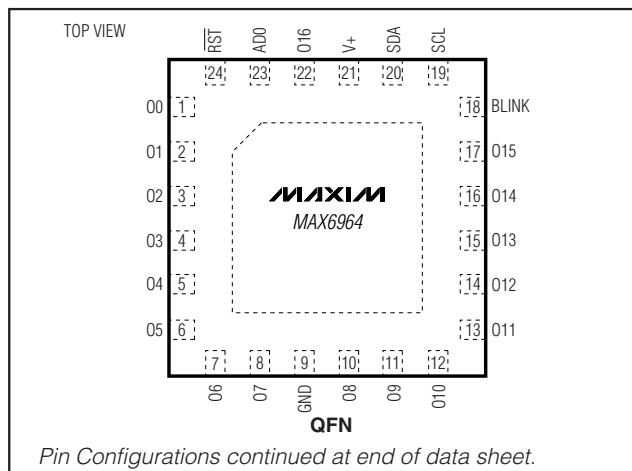 TOP VIEW
RST AD0 O16 V+ SDA SCL
24 23 22 21 20 19
O0 1 18 BLINK
O1 2 17 O15
O2 3 16 O14
MAXIM
MAX6964
O3 4 15 O13
O4 5 14 O12
O5 6 13 O11
7 8 9 10 11 12
O6 O7 GND O8 O9 O10
QFN
Pin Configurations continued at end of data sheet.